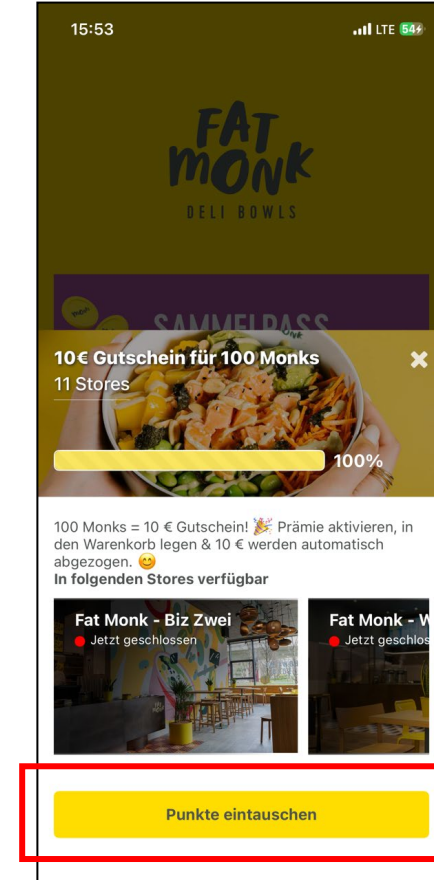 15:53
LTE 54
FAT
MONK
DELI BOWLS
SAMMELPASS
10€ Gutschein für 100 Monks
11 Stores
100%
100 Monks = 10 € Gutschein! 🎉 Prämie aktivieren, in
den Warenkorb legen & 10 € werden automatisch
abgezogen. 😊
In folgenden Stores verfügbar
Fat Monk - Biz Zwei
Jetzt geschlossen
Fat Monk - W
Jetzt geschlos
Punkte eintauschen